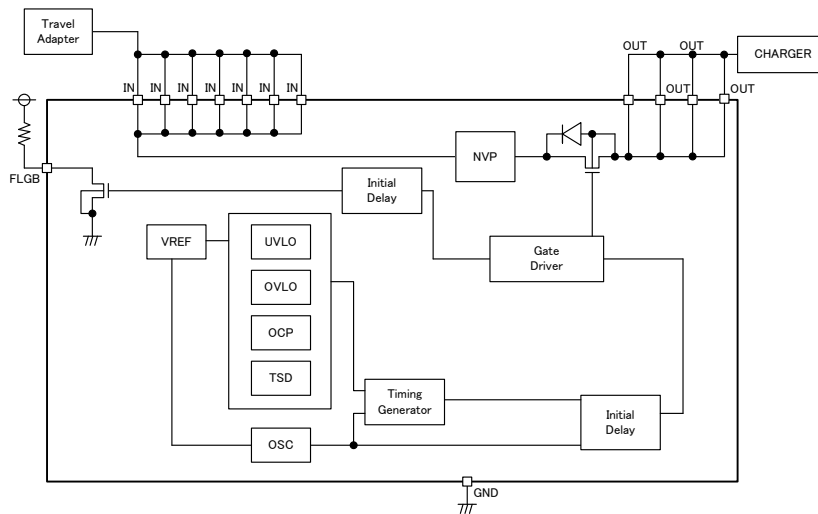 Travel
Adapter
OUT
OUT
CHARGER
IN
IN
IN
IN
IN
IN
IN
OUT
OUT
FLGB
NVP
Initial
Delay
VREF
UVLO
Gate
Driver
OVLO
OCP
TSD
Timing
Generator
Initial
Delay
OSC
GND